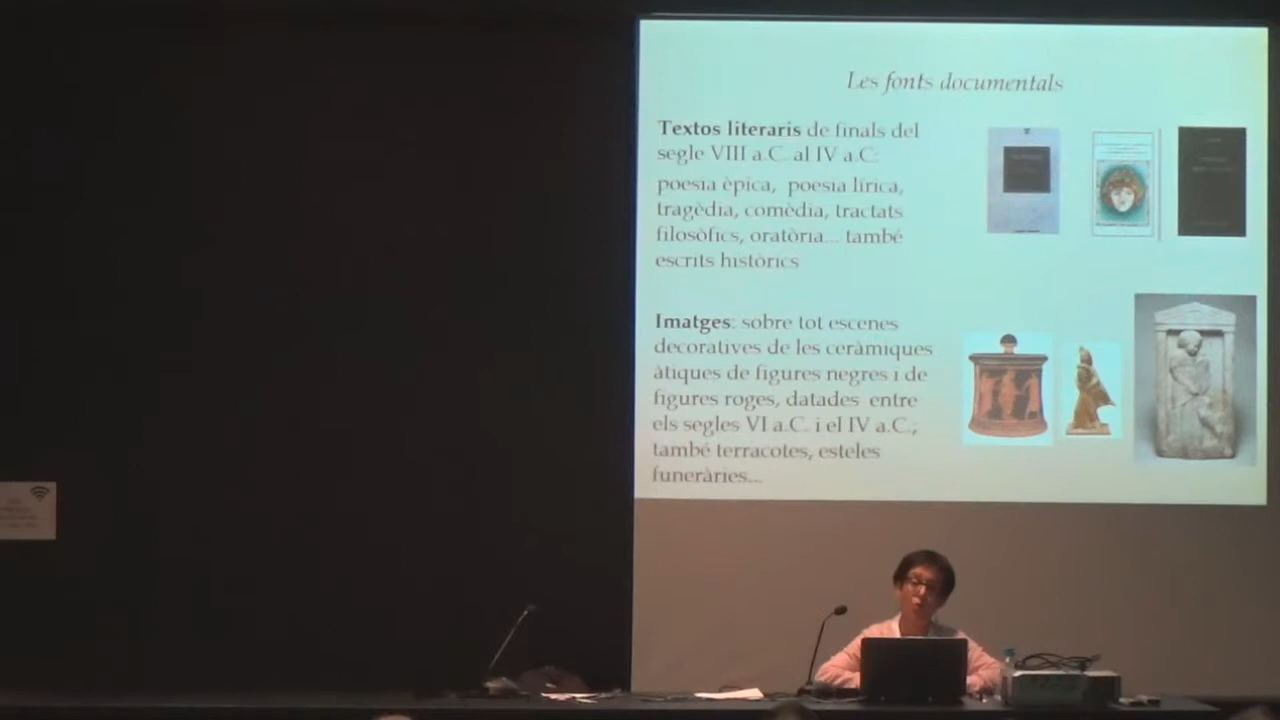 Les fonts documentals
Textos literaris de finals del
segle VIII a.C. al IV a.C:
poesia èpica, poesia lírica,
tragèdia, comèdia, tractats
filosòfics, oratòria... també
escrits històrics
Imatges: sobre tot escenes
decoratives de les ceràmiques
àtiques de figures negres i de
figures roges, datades entre
els segles VI a.C. i el IV a.C.;
també terracotes, esteles
funeràries...